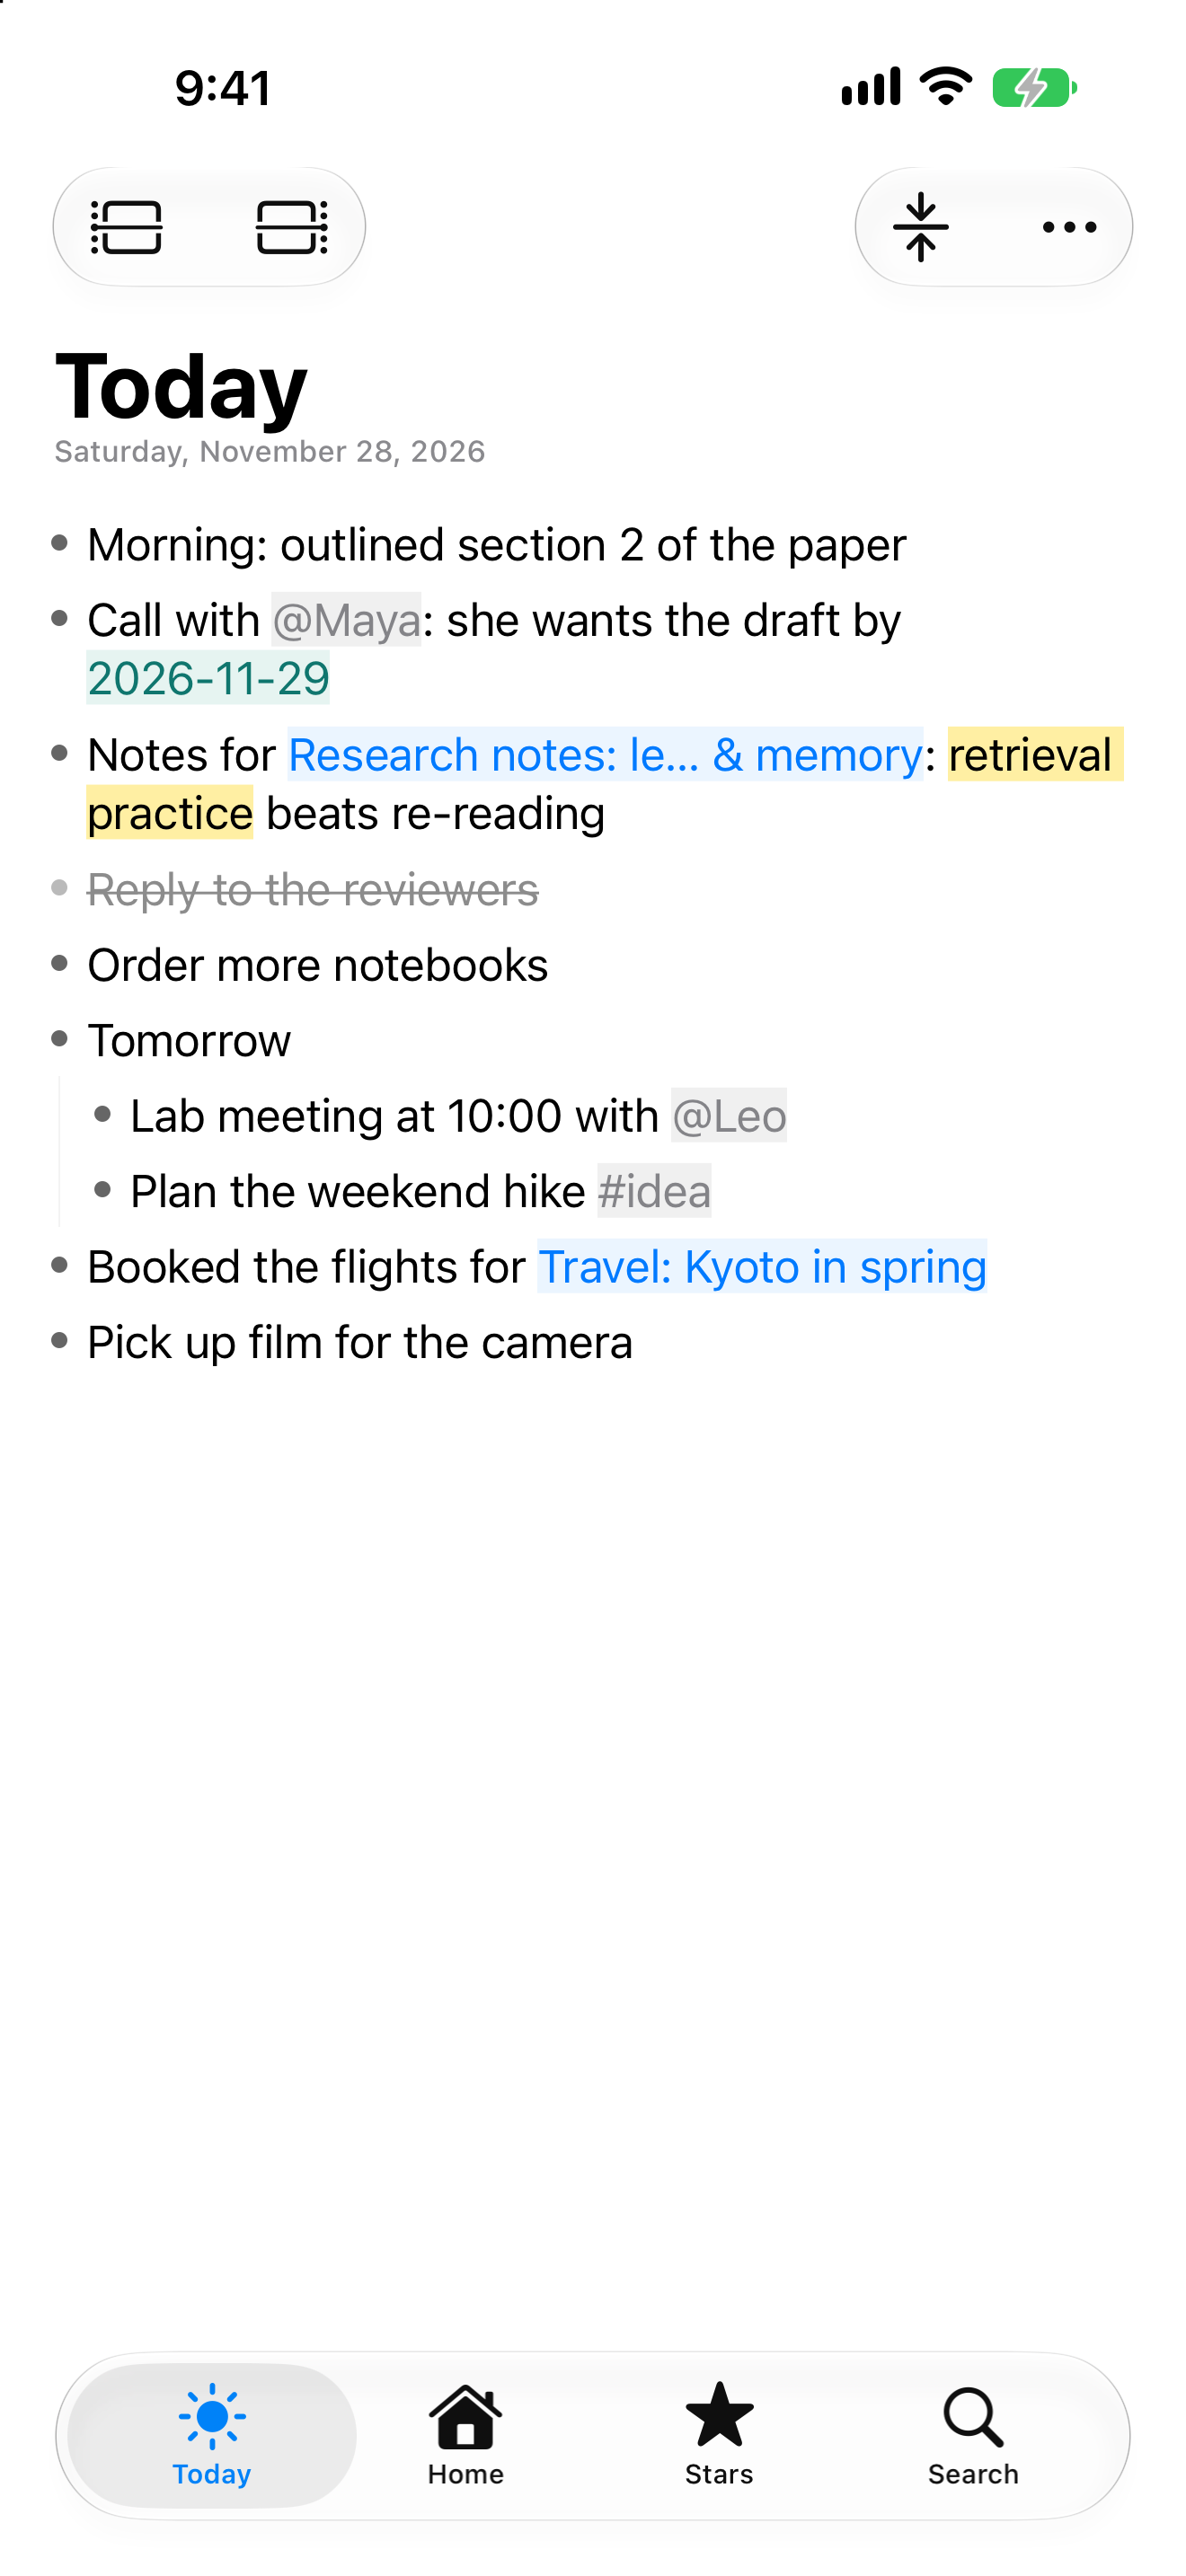 9:41
Today
Saturday, November 28, 2026
Morning: outlined section 2 of the paper
Call with @Maya: she wants the draft by
2026-11-29
Notes for Research notes: le... & memory: retrieval
practice beats re-reading
Reply to the reviewers
Order more notebooks
Tomorrow
Lab meeting at 10:00 with @Leo
Plan the weekend hike #idea
Booked the flights for Travel: Kyoto in spring
Pick up film for the camera
Today
Home
Stars
Search